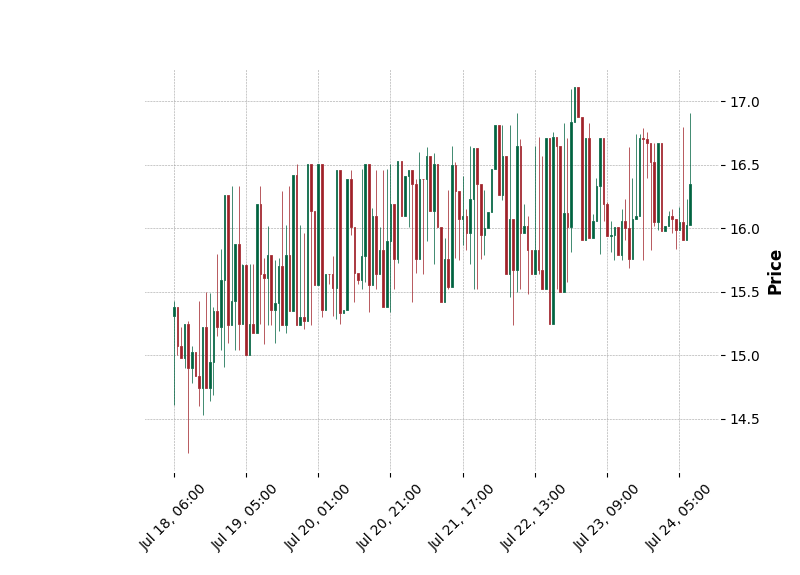 17.0
16.5
16.0
15.5
15.0
14.5
Price
Jul 18, 06:00
Jul 19, 05:00
Jul 20, 01:00
Jul 20, 21:00
Jul 21, 17:00
Jul 22, 13:00
Jul 23, 09:00
Jul 24, 05:00